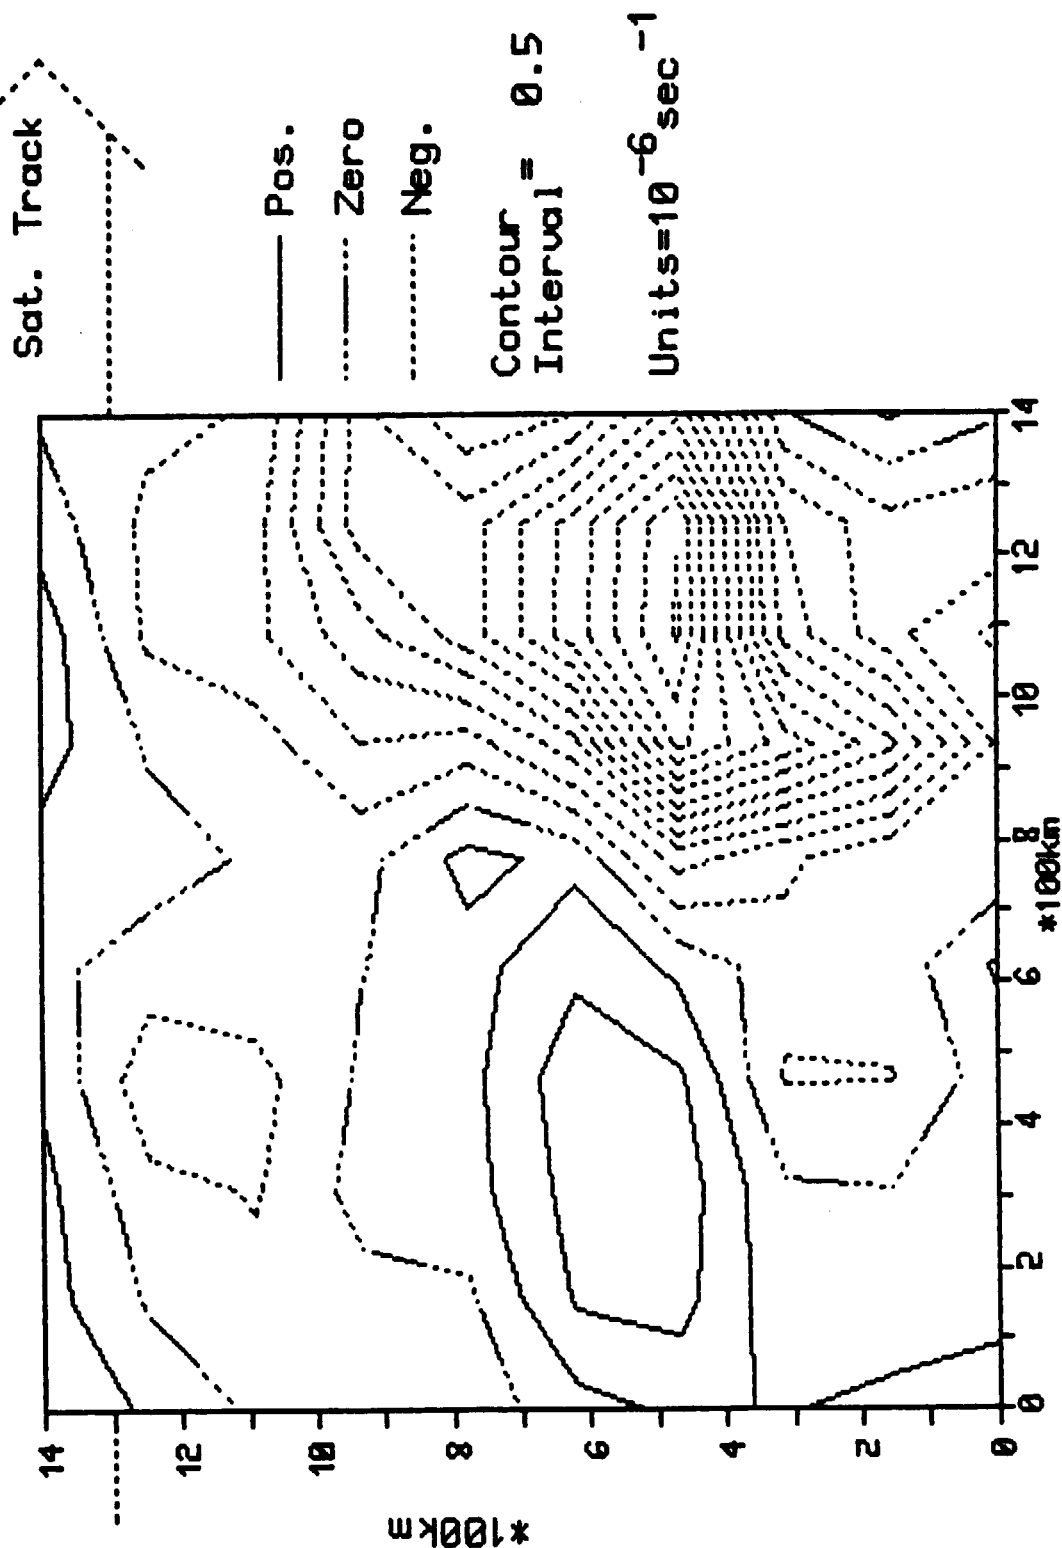 Sat. Track
Pos.
Zero
Neg.
Contour
Interval = 0.5
Units=10⁻⁶sec⁻¹
14
12
10
8
6
4
2
0
*100km
0
2
4
6
8
10
12
14
*100km